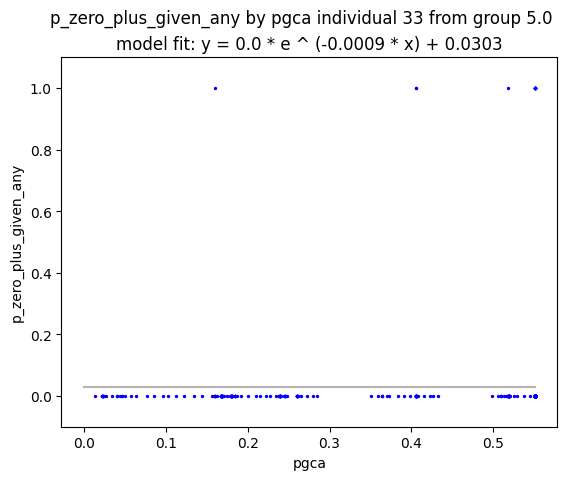 p_zero_plus_given_any by pgca individual 33 from group 5.0
model fit: y = 0.0 * e ^ (-0.0009 * x) + 0.0303
1.0
0.8
0.6
0.4
0.2
0.0
p_zero_plus_given_any
0.0 0.1 0.2 0.3 0.4 0.5
pgca